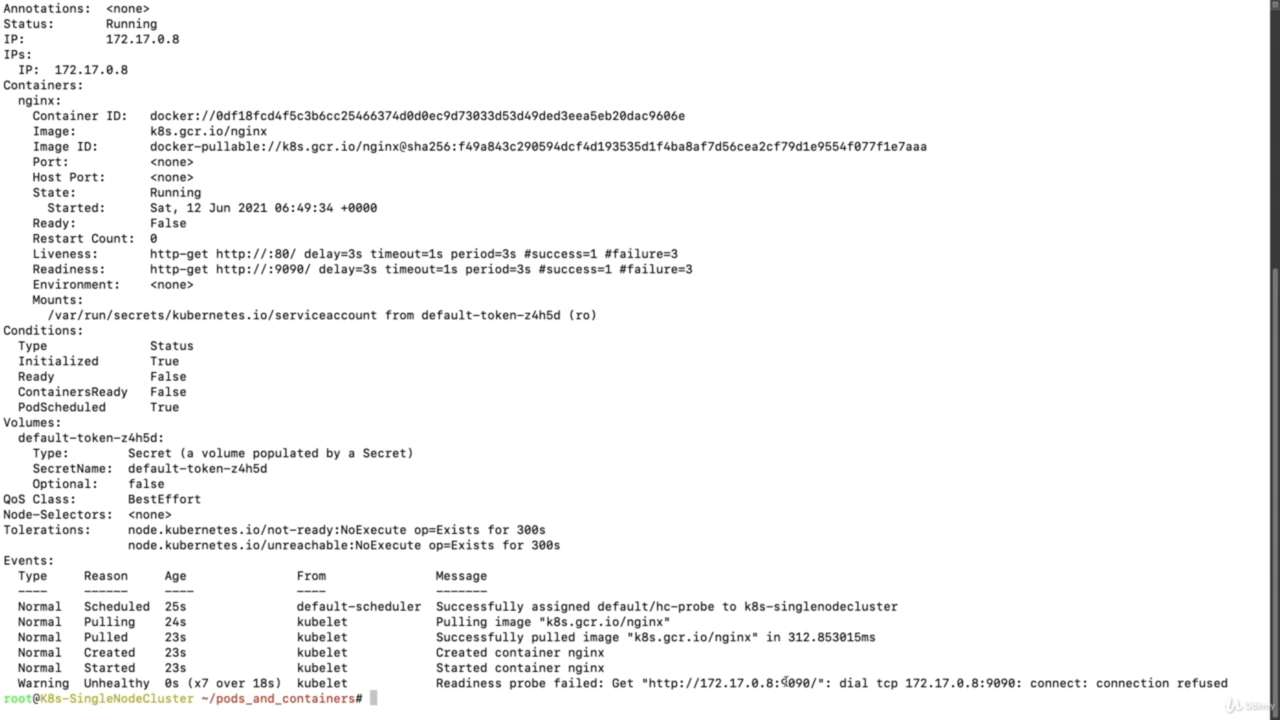 Annotations:  <none>
Status:       Running
IP:           172.17.0.8
IPs:
  IP:  172.17.0.8
Containers:
  nginx:
    Container ID:   docker://0df18fcd4f5c3b6cc25466374d0d0ec9d73033d53d49ded3eea5eb20dac9606e
    Image:          k8s.gcr.io/nginx
    Image ID:       docker-pullable://k8s.gcr.io/nginx@sha256:f49a843c290594dcf4d193535d1f4ba8af7d56cea2cf79d1e9554f077f1e7aaa
    Port:           <none>
    Host Port:      <none>
    State:          Running
      Started:      Sat, 12 Jun 2021 06:49:34 +0000
    Ready:          False
    Restart Count:  0
    Liveness:       http-get http://:80/ delay=3s timeout=1s period=3s #success=1 #failure=3
    Readiness:      http-get http://:9090/ delay=3s timeout=1s period=3s #success=1 #failure=3
    Environment:    <none>
    Mounts:
      /var/run/secrets/kubernetes.io/serviceaccount from default-token-z4h5d (ro)
Conditions:
  Type              Status
  Initialized       True
  Ready             False
  ContainersReady   False
  PodScheduled      True
Volumes:
  default-token-z4h5d:
    Type:        Secret (a volume populated by a Secret)
    SecretName:  default-token-z4h5d
    Optional:    false
QoS Class:       BestEffort
Node-Selectors:  <none>
Tolerations:     node.kubernetes.io/not-ready:NoExecute op=Exists for 300s
                 node.kubernetes.io/unreachable:NoExecute op=Exists for 300s
Events:
  Type     Reason     Age                From               Message
  ----     ------     ----               ----               -------
  Normal   Scheduled  25s                default-scheduler  Successfully assigned default/hc-probe to k8s-singlenodecluster
  Normal   Pulling    24s                kubelet            Pulling image "k8s.gcr.io/nginx"
  Normal   Pulled     23s                kubelet            Successfully pulled image "k8s.gcr.io/nginx" in 312.853015ms
  Normal   Created    23s                kubelet            Created container nginx
  Normal   Started    23s                kubelet            Started container nginx
  Warning  Unhealthy  0s (x7 over 18s)   kubelet            Readiness probe failed: Get "http://172.17.0.8:9090/": dial tcp 172.17.0.8:9090: connect: connection refused
root@K8s-SingleNodeCluster ~/pods_and_containers#
Udemy